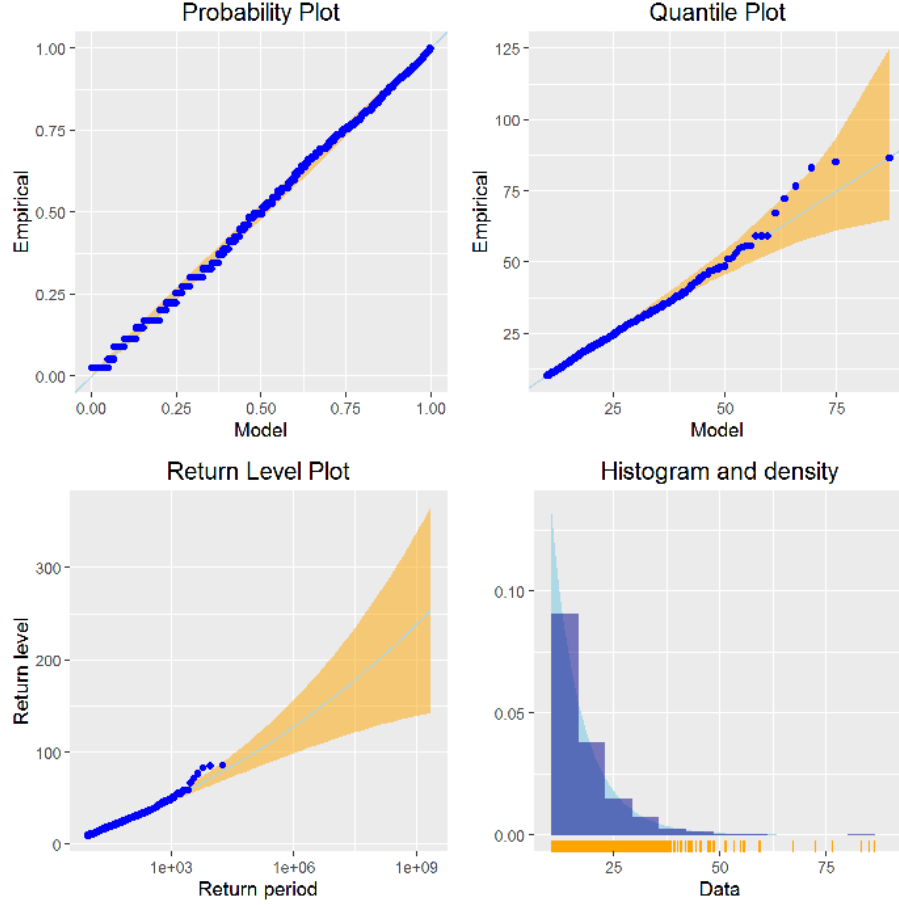 Probability Plot
1.00
0.75
0.50
0.25
0.00
Empirical
0.00 0.25 0.50 0.75 1.00
Model
Quantile Plot
125
100
75
50
25
Empirical
25 50 75
Model
Return Level Plot
300
200
100
0
Return level
1e+03 1e+06 1e+09
Return period
Histogram and density
0.10
0.05
0.00
25 50 75
Data